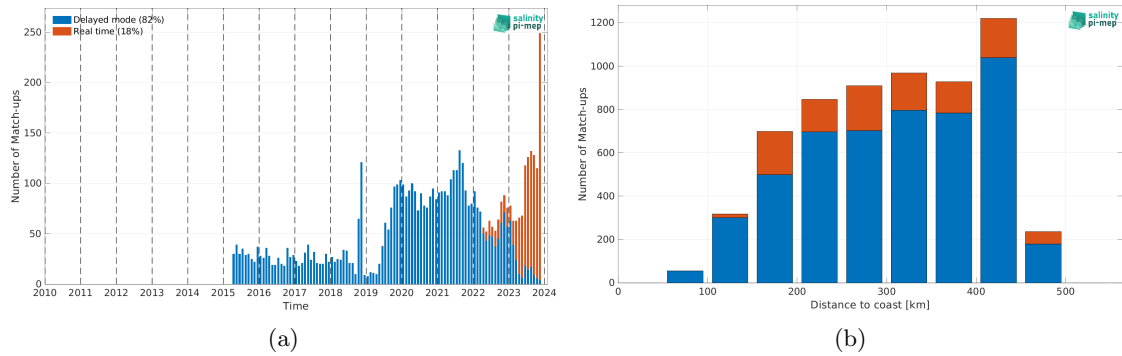 250
200
150
100
50
0
Number of Match-ups
Delayed mode (82%)
Real time (18%)
salinity
pi-mep
2010 2011 2012 2013 2014 2015 2016 2017 2018 2019 2020 2021 2022 2023 2024
Time
(a)
1200
1000
800
600
400
200
0
Number of Match-ups
salinity
pi-mep
0 100 200 300 400 500
Distance to coast [km]
(b)